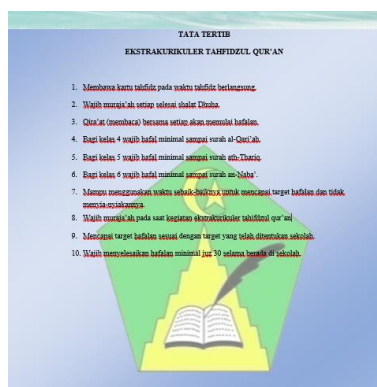 TATA TERTIB
EKSTRAKURIKULER TAHFIDZUL QUR'AN
1. Membawa kartu tahfidz pada waktu tahfidz berlangsung.
2. Wajib muraja'ah setiap selesai shalat Dhuha.
3. Qira'at (membaca) bersama setiap akan memulai hafalan.
4. Bagi kelas 4 wajib hafal minimal sampai surah al-Qari'ah.
5. Bagi kelas 5 wajib hafal minimal sampai surah ath-Thariq.
6. Bagi kelas 6 wajib hafal minimal sampai surah an-Naba'.
7. Mampu menggunakan waktu sebaik-baiknya untuk mencapai target hafalan dan tidak
menyia-nyiakannya.
8. Wajib muraja'ah pada saat kegiatan ekstrakurikuler tahifdzul qur'an
9. Mencapai target hafalan sesuai dengan target yang telah ditentukan sekolah.
10. Wajib menyelesaikan hafalan minimal juz 30 selama berada di sekolah.